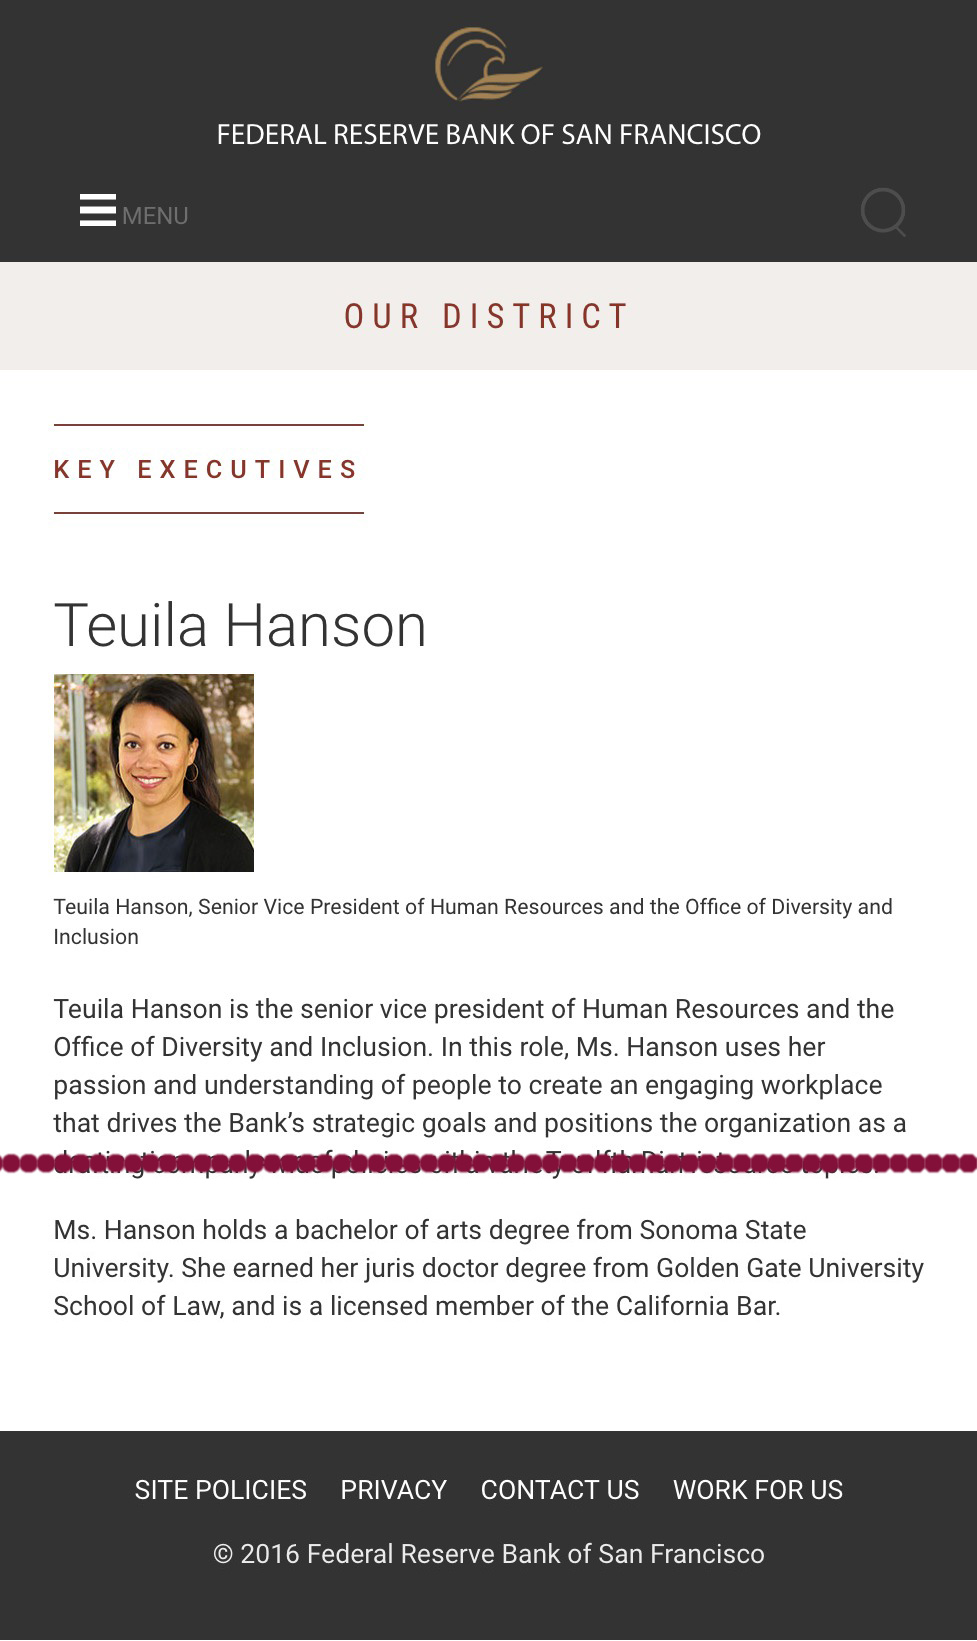 FEDERAL RESERVE BANK OF SAN FRANCISCO
MENU
OUR DISTRICT
KEY EXECUTIVES
Teuila Hanson
Teuila Hanson, Senior Vice President of Human Resources and the Office of Diversity and
Inclusion
Teuila Hanson is the senior vice president of Human Resources and the
Office of Diversity and Inclusion. In this role, Ms. Hanson uses her
passion and understanding of people to create an engaging workplace
that drives the Bank’s strategic goals and positions the organization as a
Ms. Hanson holds a bachelor of arts degree from Sonoma State
University. She earned her juris doctor degree from Golden Gate University
School of Law, and is a licensed member of the California Bar.
SITE POLICIES PRIVACY CONTACT US WORK FOR US
© 2016 Federal Reserve Bank of San Francisco